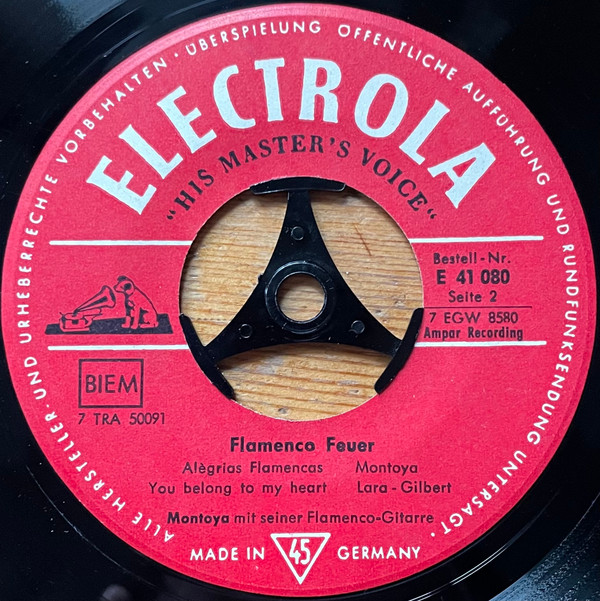 ALLE HERSTELLER- UND URHEBERRECHTE VORBEHALTEN · ÜBERSPIELUNG ÖFFENTLICHE AUFFÜHRUNG UND RUNDFUNKSENDUNG UNTERSAGT ·
ELECTROLA
"HIS MASTER'S VOICE"
Bestell-Nr.
E 41 080
Seite 2
7 EGW 8580
Ampar Recording
BIEM
7 TRA 50091
Flamenco Feuer
Alègrias Flamencas Montoya
You belong to my heart Lara-Gilbert
Montoya mit seiner Flamenco-Gitarre
MADE IN 45 GERMANY